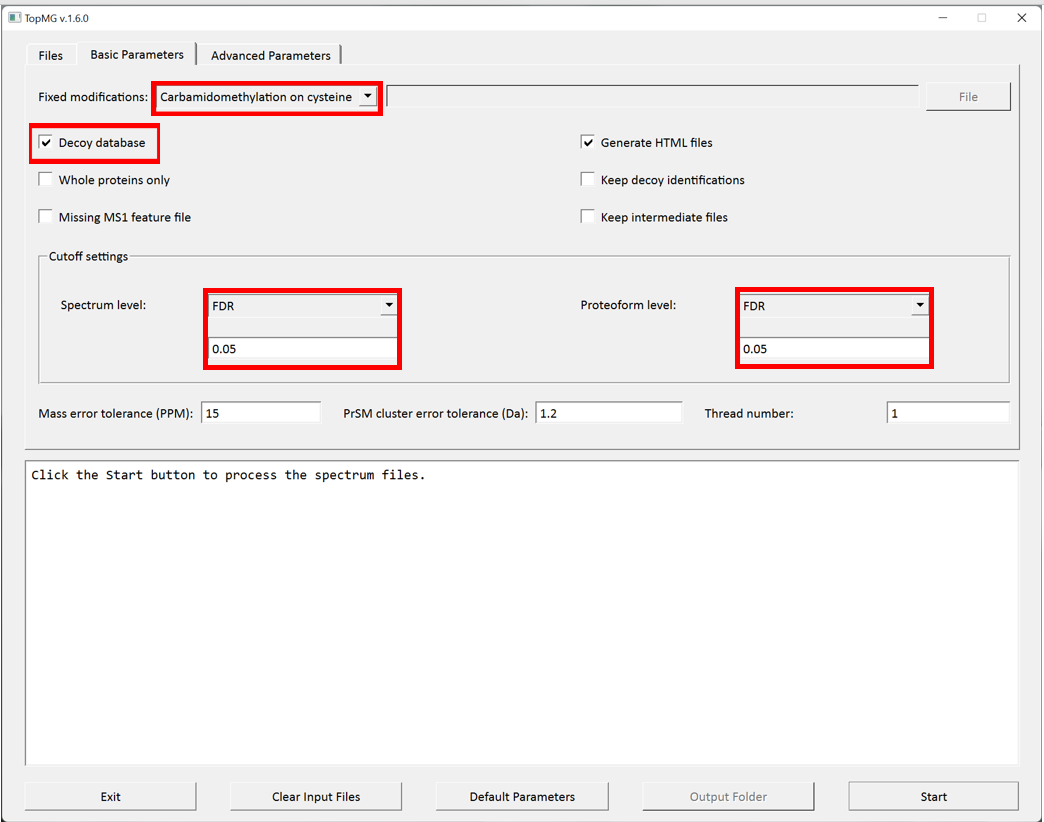 TopMG v.1.6.0
Files Basic Parameters Advanced Parameters
Fixed modifications: Carbamidomethylation on cysteine File
Decoy database Generate HTML files
Whole proteins only Keep decoy identifications
Missing MS1 feature file Keep intermediate files
Cutoff settings
Spectrum level: FDR Proteoform level: FDR
0.05 0.05
Mass error tolerance (PPM): 15 PrSM cluster error tolerance (Da): 1.2 Thread number: 1
Click the Start button to process the spectrum files.
Exit Clear Input Files Default Parameters Output Folder Start